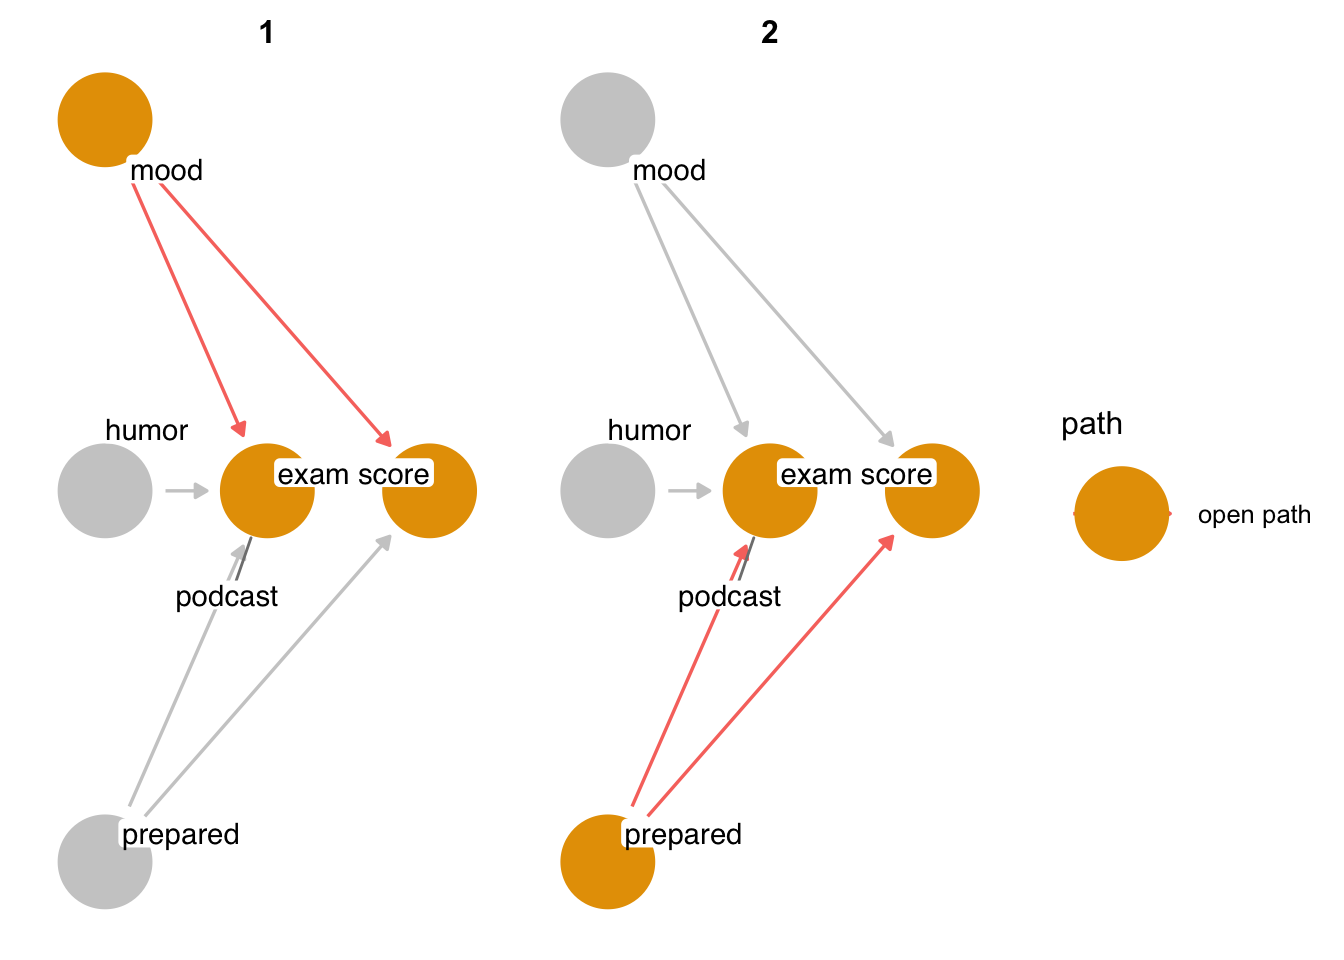 1
mood
humor
exam score
podcast
prepared
2
mood
humor
exam score
podcast
prepared
path
open path